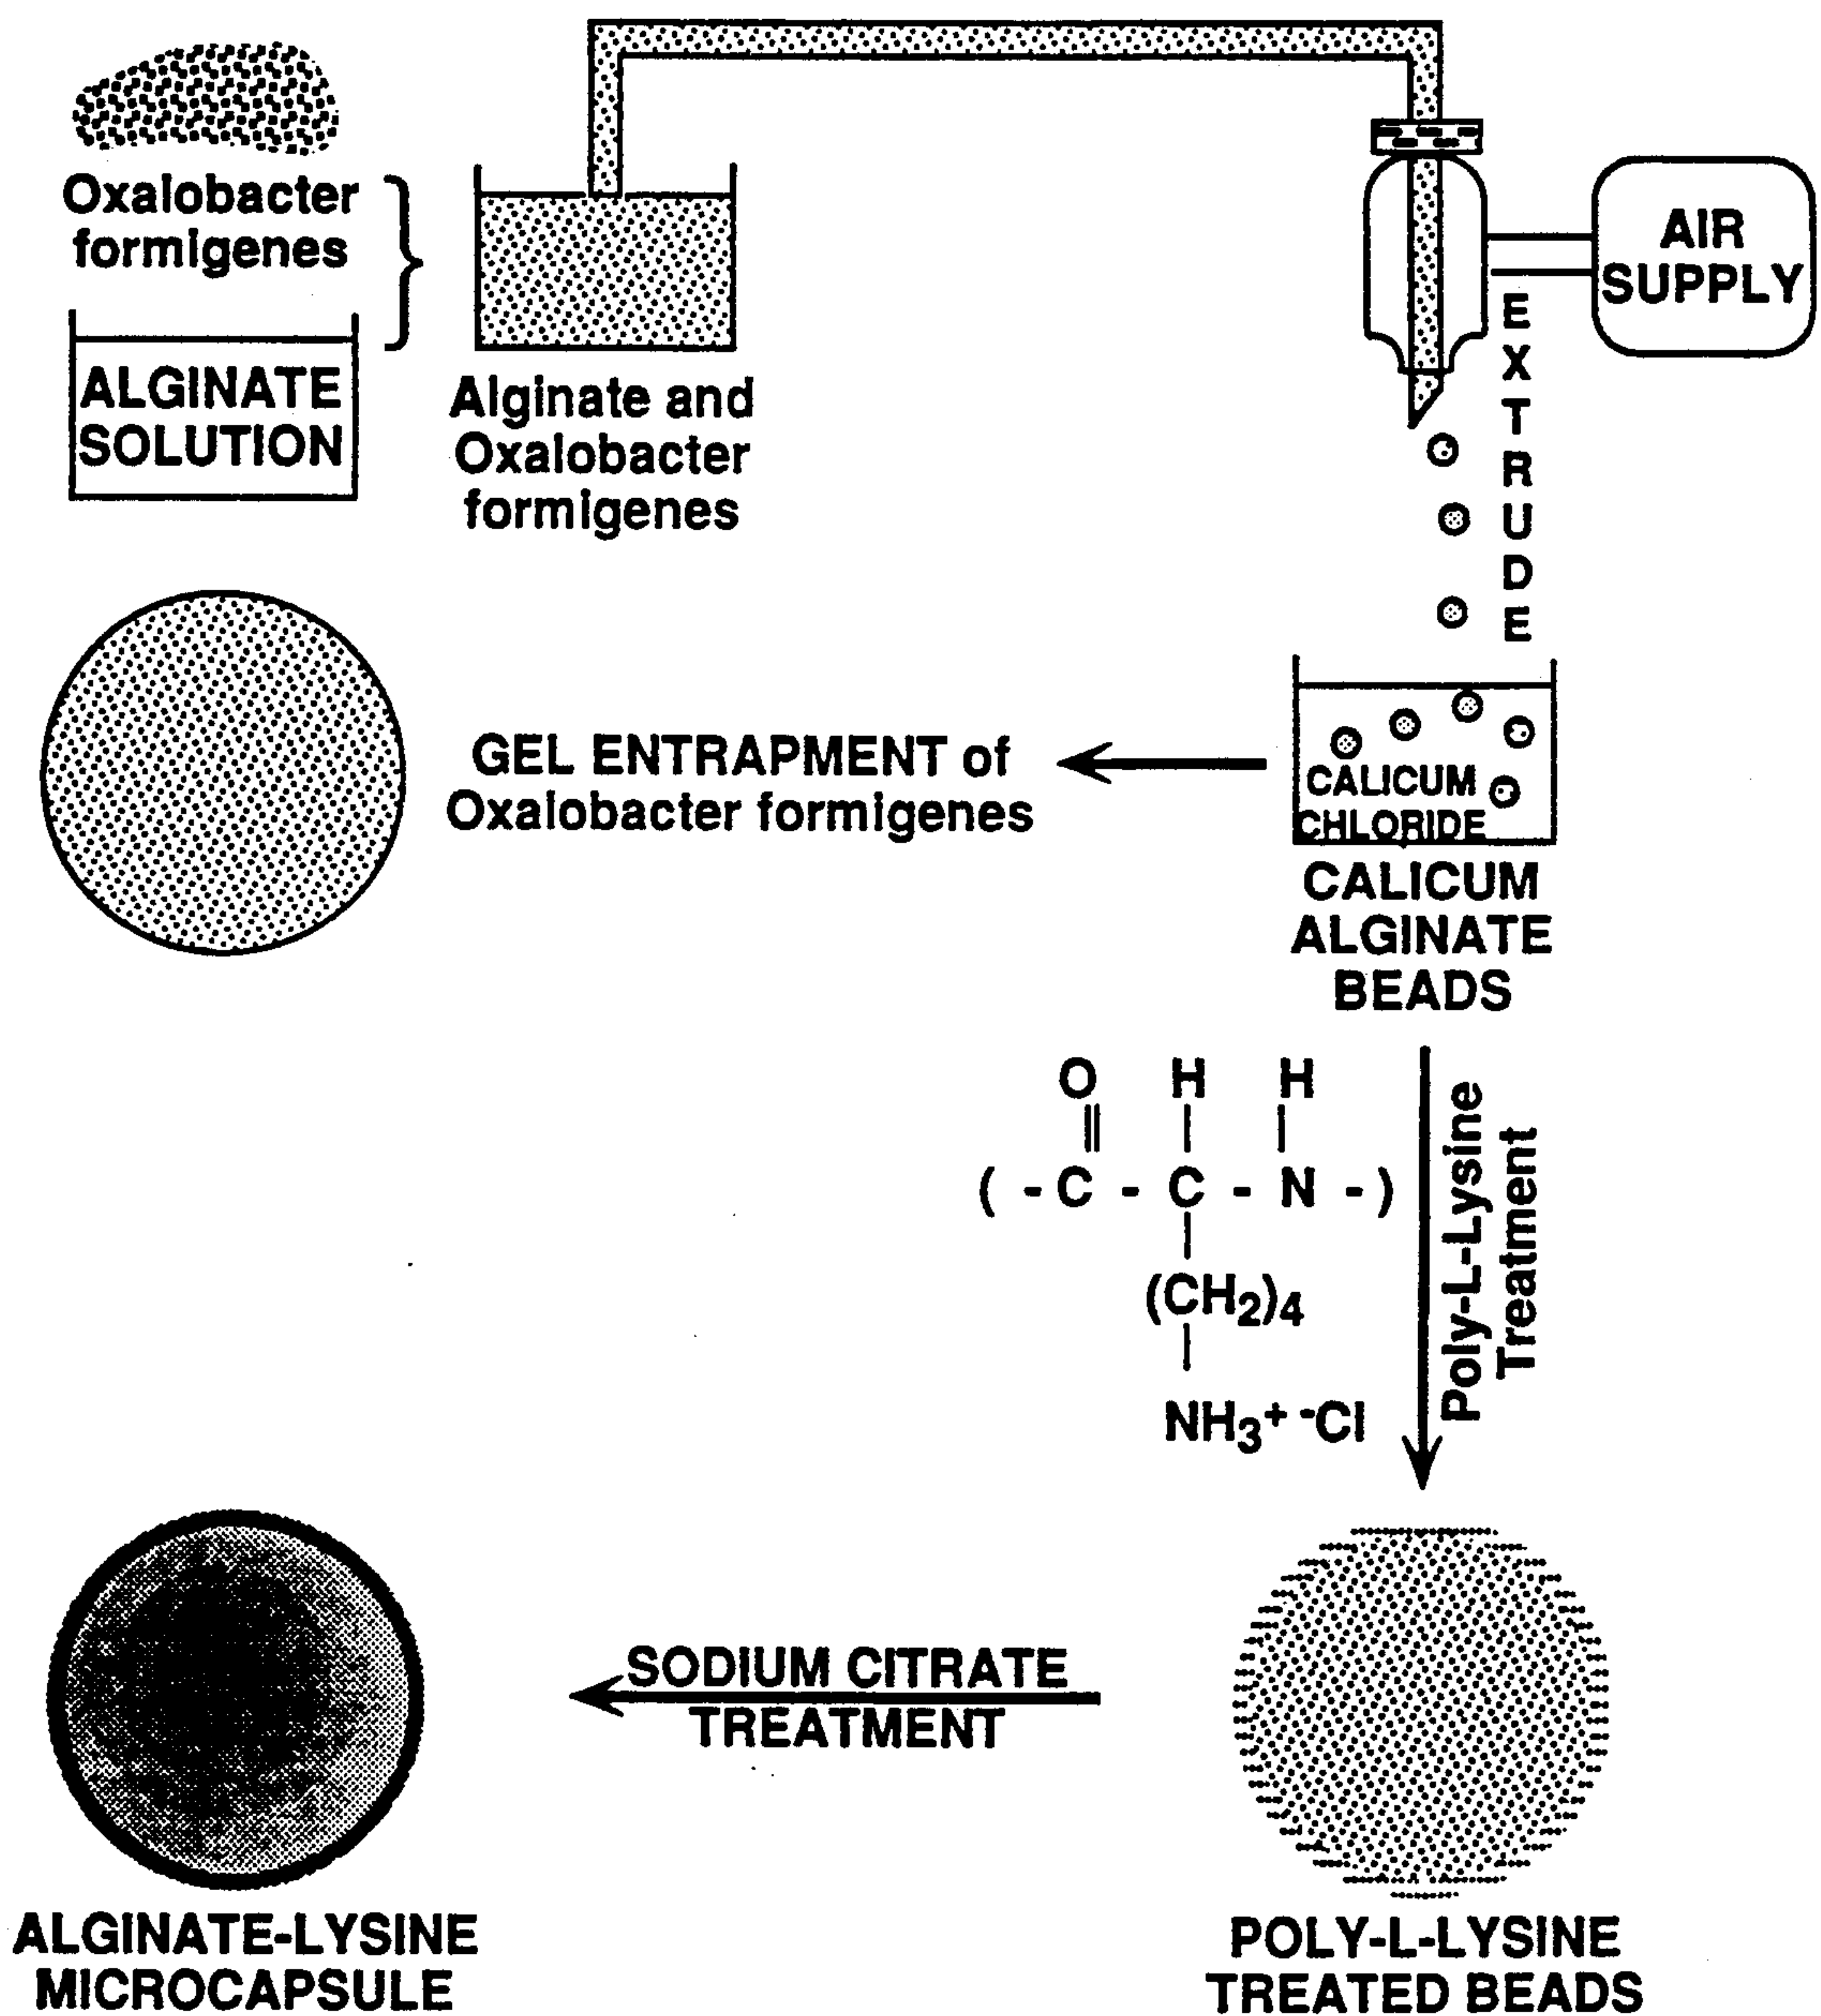 Oxalobacter
formigenes
ALGINATE
SOLUTION
Alginate and
Oxalobacter
formigenes
AIR
SUPPLY
E
X
T
R
U
D
E
GEL ENTRAPMENT of
Oxalobacter formigenes
CALICUM
CHLORIDE
CALICUM
ALGINATE
BEADS
O H H
( - C - C - N - )
(CH2)4
NH3+ -Cl
Poly-L-Lysine
Treatment
SODIUM CITRATE
TREATMENT
ALGINATE-LYSINE
MICROCAPSULE
POLY-L-LYSINE
TREATED BEADS